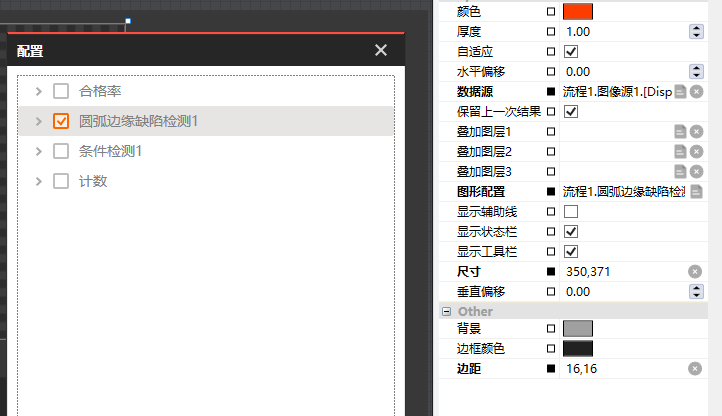 配置
合格率
圆弧边缘缺陷检测1
条件检测1
计数
颜色
厚度 1.00
自适应
水平偏移 0.00
数据源 流程1.图像源1.[Disp
保留上一次结果
叠加图层1
叠加图层2
叠加图层3
图形配置 流程1.圆弧边缘缺陷检测
显示辅助线
显示状态栏
显示工具栏
尺寸 350,371
垂直偏移 0.00
Other
背景
边框颜色
边距 16,16